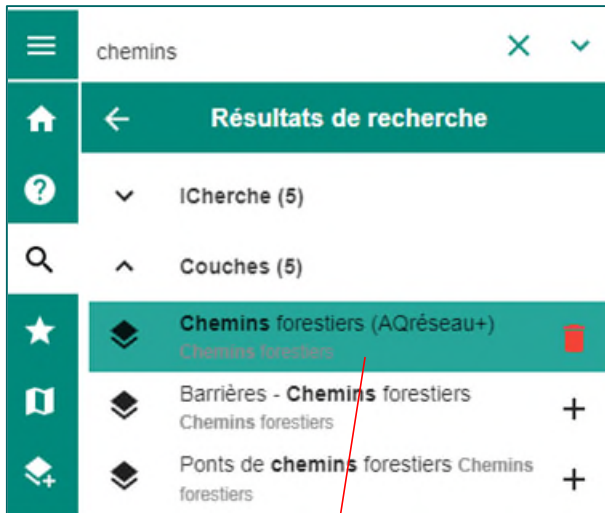 chemins
Résultats de recherche
ICherche (5)
Couches (5)
Chemins forestiers (AQréseau+)
Chemins forestiers
Barrières - Chemins forestiers
Chemins forestiers
Ponts de chemins forestiers Chemins
forestiers